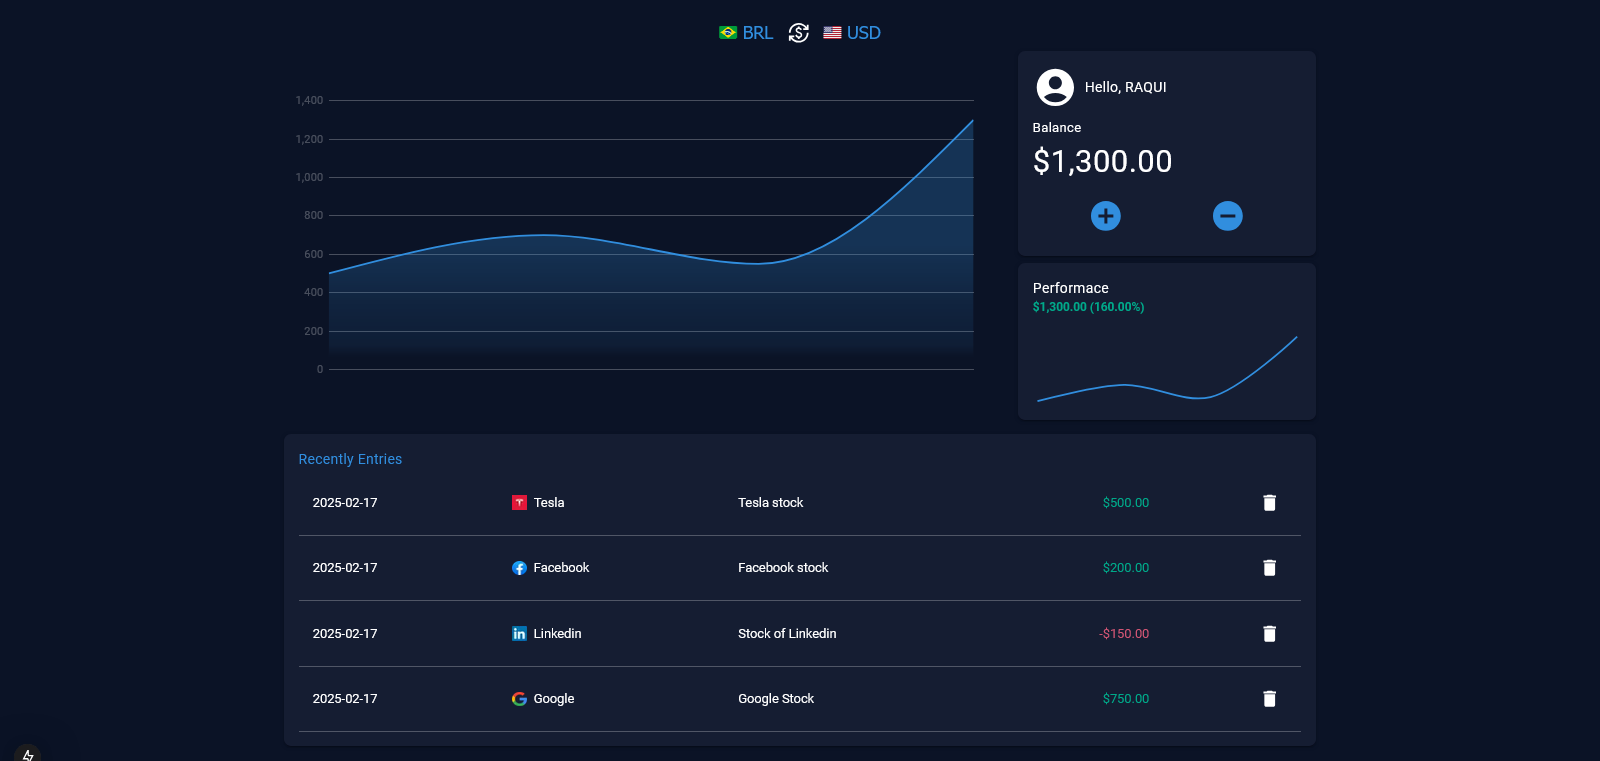 BRL USD
1,400
1,200
1,000
800
600
400
200
0
Hello, RAQUI
Balance
$1,300.00
Performace
$1,300.00 (160.00%)
Recently Entries
2025-02-17 Tesla Tesla stock $500.00
2025-02-17 Facebook Facebook stock $200.00
2025-02-17 Linkedin Stock of Linkedin -$150.00
2025-02-17 Google Google Stock $750.00